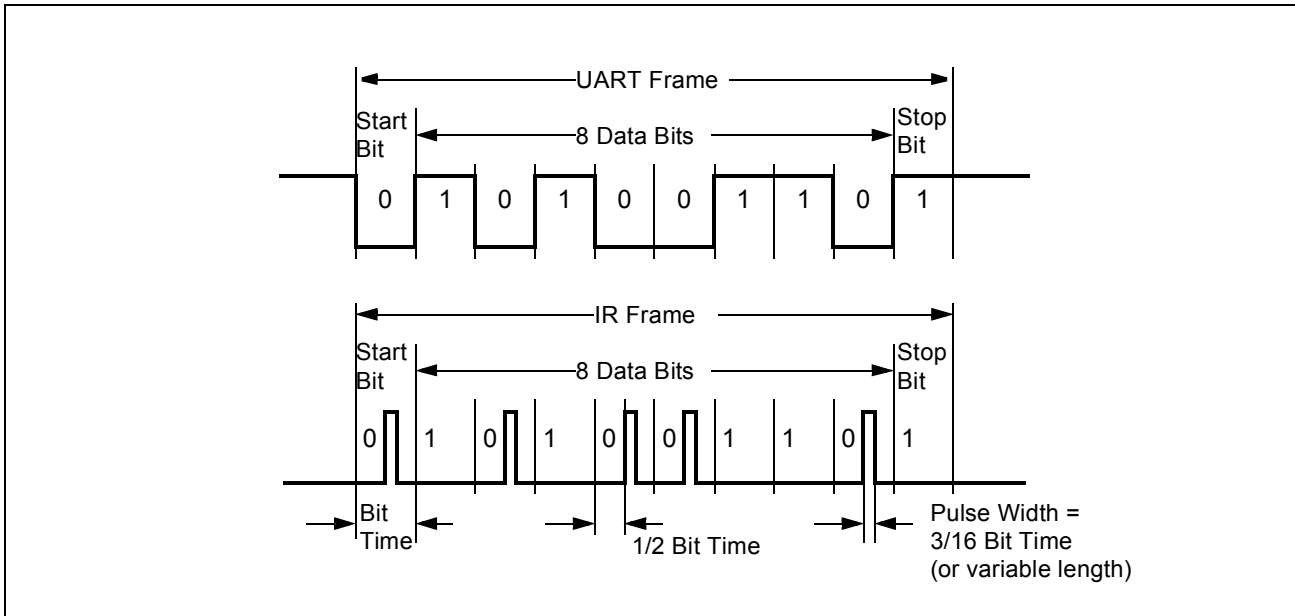 UART Frame
Start
Bit
8 Data Bits
Stop
Bit
0 1 0 1 0 0 1 1 0 1
IR Frame
Start
Bit
8 Data Bits
Stop
Bit
0 1 0 1 0 0 1 1 0 1
Bit
Time
1/2 Bit Time
Pulse Width =
3/16 Bit Time
(or variable length)